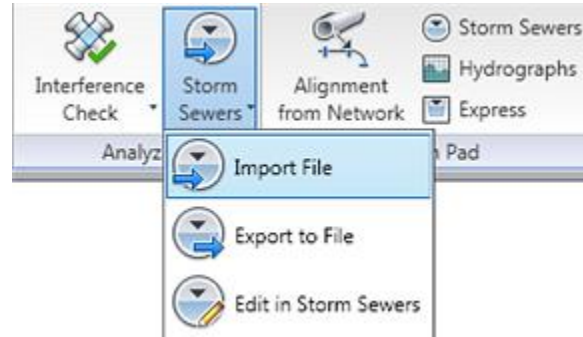 Interference
Check
Storm
Sewers
Alignment
from Network
Storm Sewers
Hydrographs
Express
Analyz
Pad
Import File
Export to File
Edit in Storm Sewers